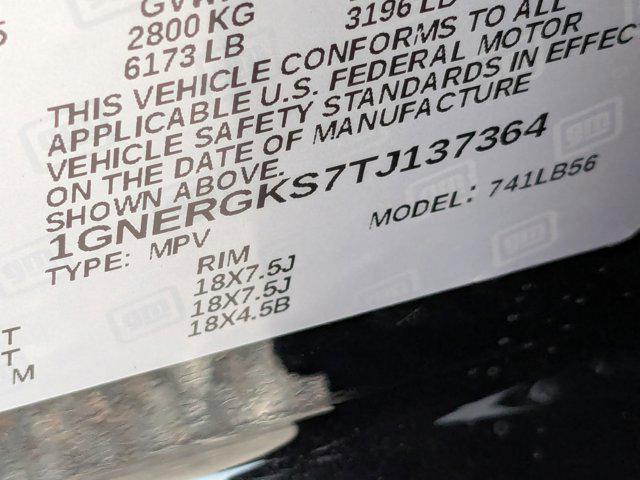 GVW
2800 KG 3196 LB
6173 LB
THIS VEHICLE CONFORMS TO ALL
APPLICABLE U.S. FEDERAL MOTOR
VEHICLE SAFETY STANDARDS IN EFFEC
ON THE DATE OF MANUFACTURE
SHOWN ABOVE.
1GNERGKS7TJ137364
TYPE: MPV MODEL: 741LB56
RIM
18X7.5J
18X7.5J
T 18X4.5B
T
M